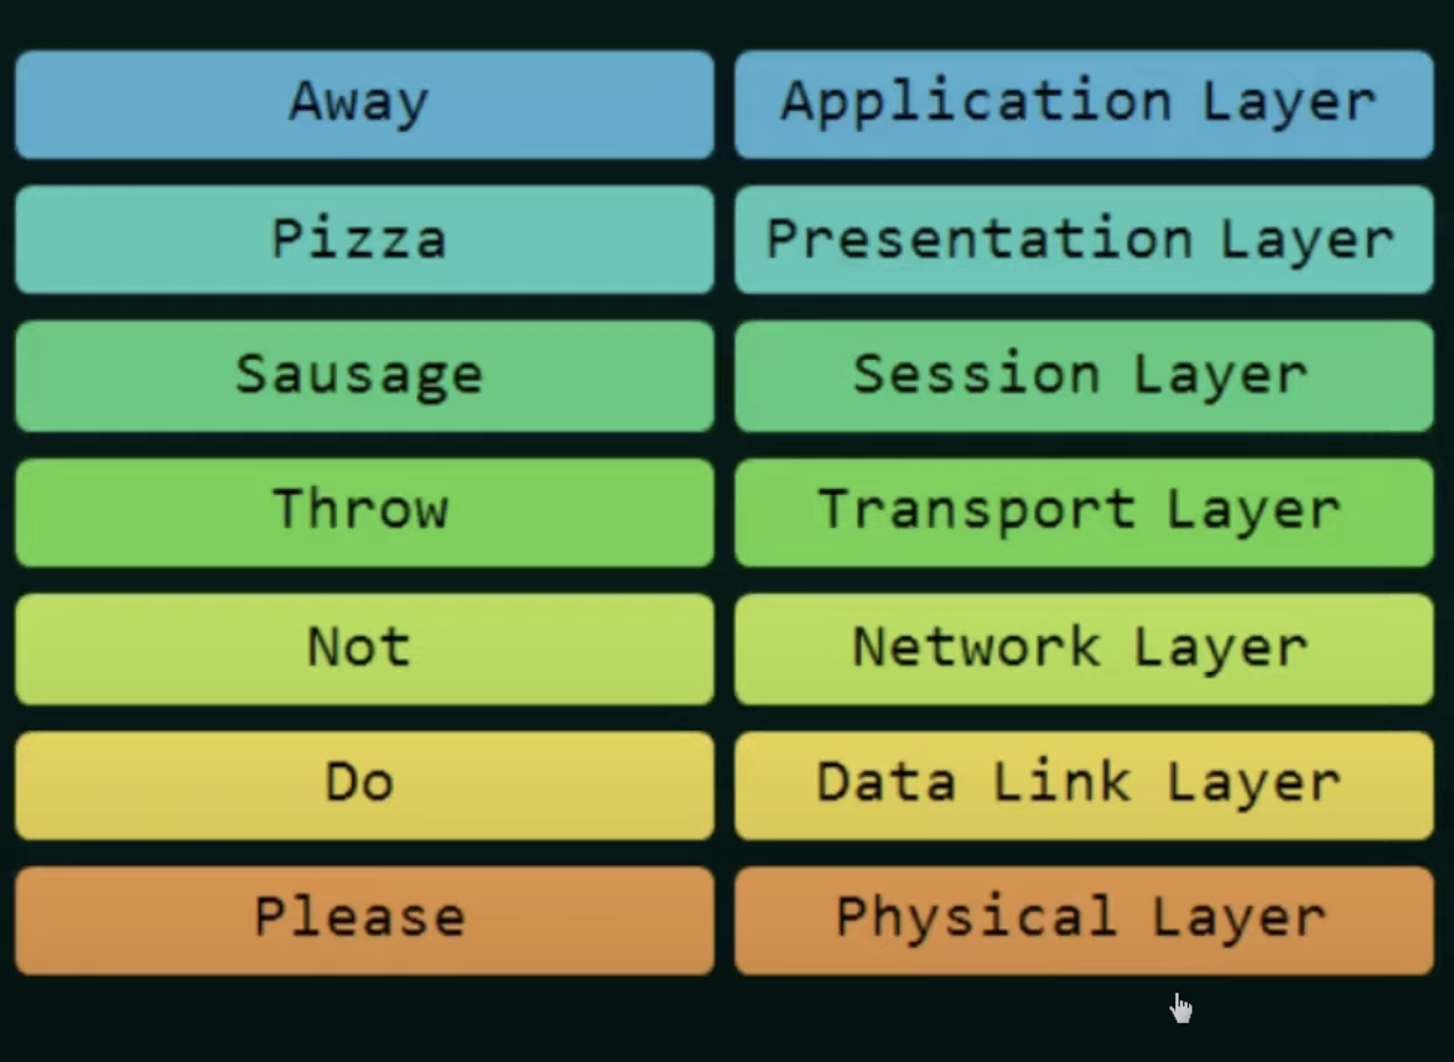 Away Application Layer
Pizza Presentation Layer
Sausage Session Layer
Throw Transport Layer
Not Network Layer
Do Data Link Layer
Please Physical Layer